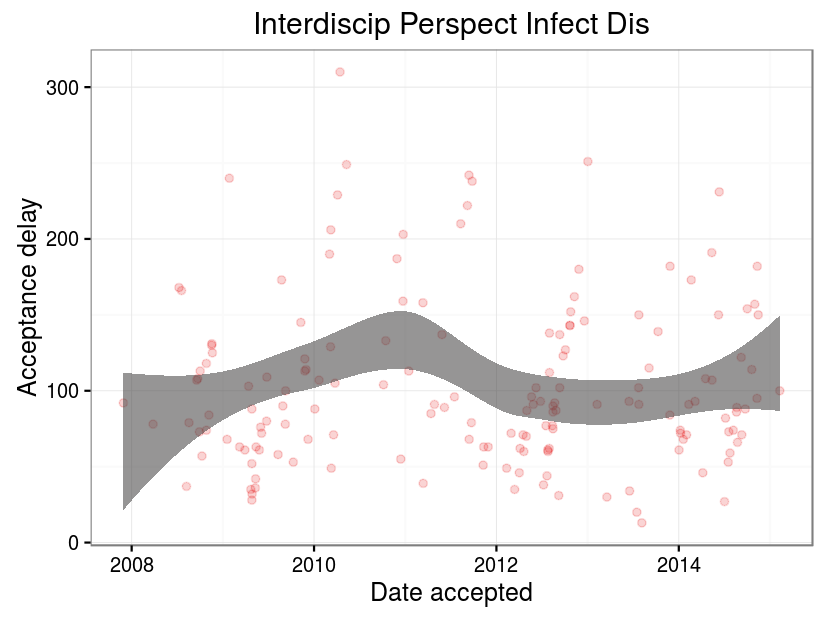 Interdiscip Perspect Infect Dis
300
200
100
0
Acceptance delay
2008 2010 2012 2014
Date accepted